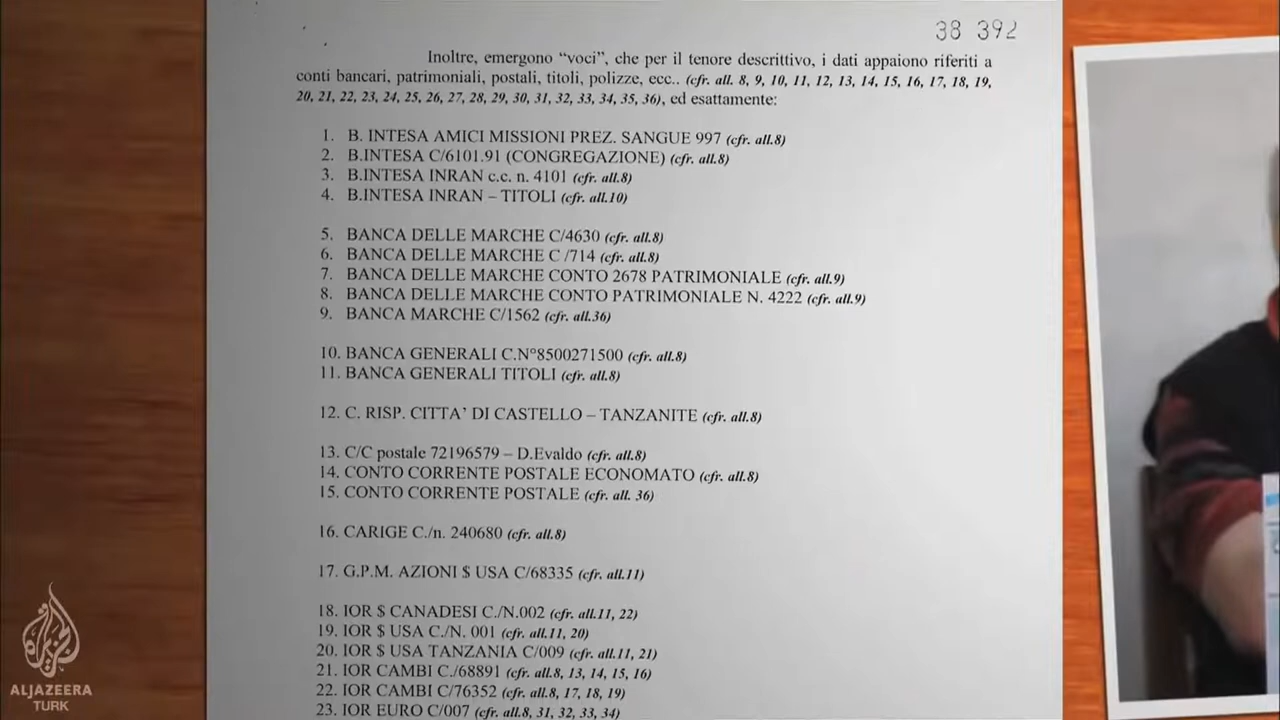 38 392
Inoltre, emergono “voci”, che per il tenore descrittivo, i dati appaiono riferiti a
conti bancari, patrimoniali, postali, titoli, polizze, ecc.. (cfr. all. 8, 9, 10, 11, 12, 13, 14, 15, 16, 17, 18, 19,
20, 21, 22, 23, 24, 25, 26, 27, 28, 29, 30, 31, 32, 33, 34, 35, 36), ed esattamente:
1. B. INTESA AMICI MISSIONI PREZ. SANGUE 997 (cfr. all.8)
2. B.INTESA C/6101.91 (CONGREGAZIONE) (cfr. all.8)
3. B.INTESA INRAN c.c. n. 4101 (cfr. all.8)
4. B.INTESA INRAN – TITOLI (cfr. all.10)
5. BANCA DELLE MARCHE C/4630 (cfr. all.8)
6. BANCA DELLE MARCHE C /714 (cfr. all.8)
7. BANCA DELLE MARCHE CONTO 2678 PATRIMONIALE (cfr. all.9)
8. BANCA DELLE MARCHE CONTO PATRIMONIALE N. 4222 (cfr. all.9)
9. BANCA MARCHE C/1562 (cfr. all.36)
10. BANCA GENERALI C.N°8500271500 (cfr. all.8)
11. BANCA GENERALI TITOLI (cfr. all.8)
12. C. RISP. CITTA’ DI CASTELLO – TANZANITE (cfr. all.8)
13. C/C postale 72196579 – D.Evaldo (cfr. all.8)
14. CONTO CORRENTE POSTALE ECONOMATO (cfr. all.8)
15. CONTO CORRENTE POSTALE (cfr. all. 36)
16. CARIGE C./n. 240680 (cfr. all.8)
17. G.P.M. AZIONI $ USA C/68335 (cfr. all.11)
18. IOR $ CANADESI C./N.002 (cfr. all.11, 22)
19. IOR $ USA C./N. 001 (cfr. all.11, 20)
20. IOR $ USA TANZANIA C/009 (cfr. all.11, 21)
21. IOR CAMBI C./68891 (cfr. all.8, 13, 14, 15, 16)
22. IOR CAMBI C/76352 (cfr. all.8, 17, 18, 19)
23. IOR EURO C/007 (cfr. all.8, 31, 32, 33, 34)
ALJAZEERA
TURK